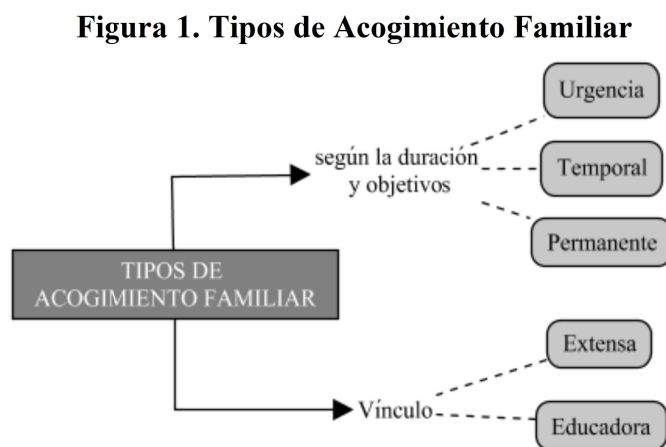 Figura 1. Tipos de Acogimiento Familiar
Urgencia
según la duración
y objetivos
Temporal
Permanente
TIPOS DE
ACOGIMIENTO FAMILIAR
Extensa
Vínculo
Educadora